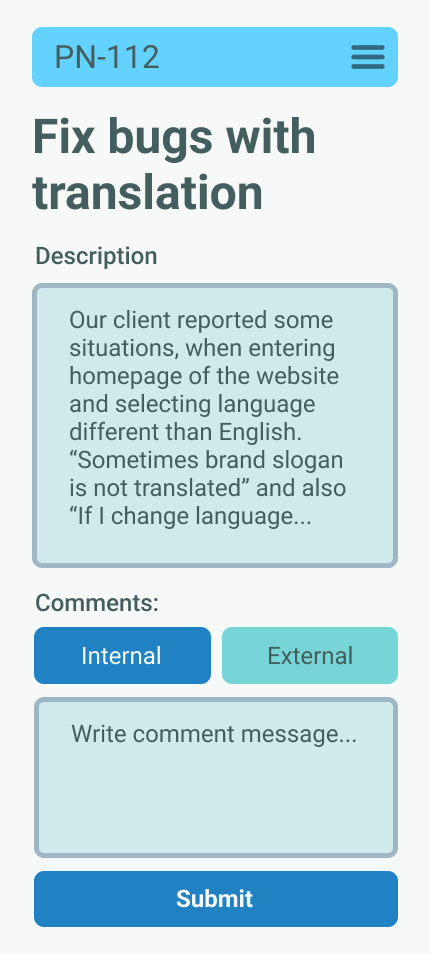 PN-112
Fix bugs with
translation
Description
Our client reported some
situations, when entering
homepage of the website
and selecting language
different than English.
“Sometimes brand slogan
is not translated” and also
“If I change language...
Comments:
Internal
External
Write comment message...
Submit